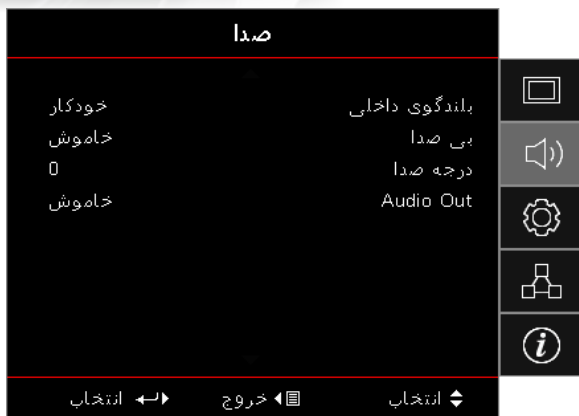 صدا
بلندگوی داخلی خودکار
بی صدا خاموش
درجه صدا 0
Audio Out خاموش
انتخاب خروج انتخاب